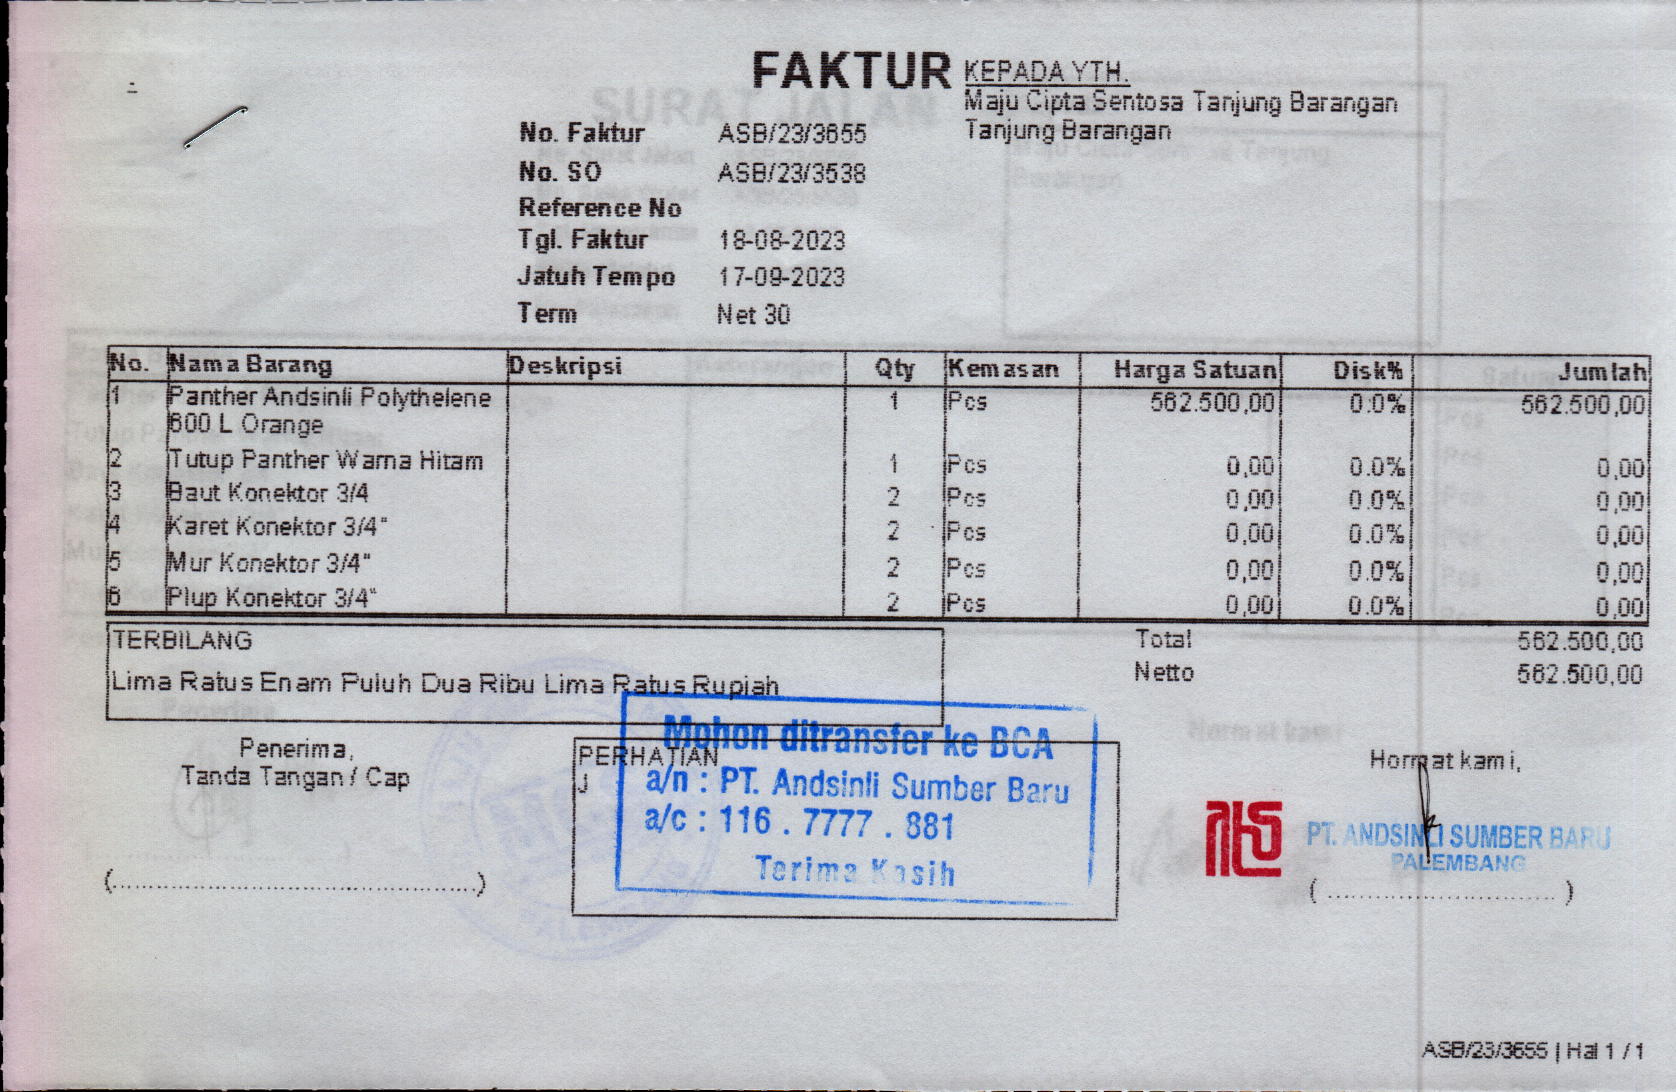 FAKTUR
KEPADA YTH.
Maju Cipta Sentosa Tanjung Barangan
Tanjung Barangan
No. Faktur ASB/23/3655
No. SO ASB/23/3538
Reference No
Tgl. Faktur 18-08-2023
Jatuh Tempo 17-09-2023
Term Net 30
No. Nama Barang Deskripsi Qty Kemasan Harga Satuan Disk% Jumlah
1 Panther Andsinli Polythelene 1 Pcs 562.500,00 0.0% 562.500,00
600 L Orange
2 Tutup Panther Warna Hitam 1 Pcs 0,00 0.0% 0,00
3 Baut Konektor 3/4 2 Pcs 0,00 0.0% 0,00
4 Karet Konektor 3/4" 2 Pcs 0,00 0.0% 0,00
5 Mur Konektor 3/4" 2 Pcs 0,00 0.0% 0,00
6 Plup Konektor 3/4" 2 Pcs 0,00 0.0% 0,00
TERBILANG
Lima Ratus Enam Puluh Dua Ribu Lima Ratus Rupiah
Total 562.500,00
Netto 562.500,00
Penerima,
Tanda Tangan / Cap
PERHATIAN
J
Mohon ditransfer ke BCA
a/n : PT. Andsinli Sumber Baru
a/c : 116 . 7777 . 881
Terima Kasih
Hormat kami,
PT. ANDSINLI SUMBER BARU
PALEMBANG
ASB/23/3655 | Hal 1 / 1